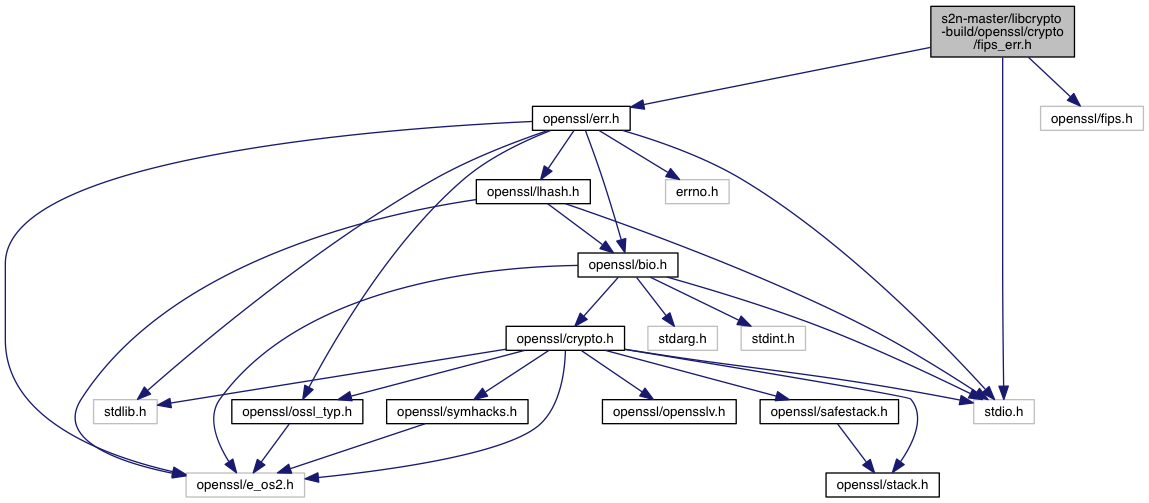 s2n-master/libcrypto
-build/openssl/crypto
/fips_err.h
openssl/err.h
openssl/fips.h
openssl/lhash.h
errno.h
openssl/bio.h
openssl/crypto.h
stdarg.h
stdint.h
stdlib.h
openssl/ossl_typ.h
openssl/symhacks.h
openssl/opensslv.h
openssl/safestack.h
stdio.h
openssl/e_os2.h
openssl/stack.h